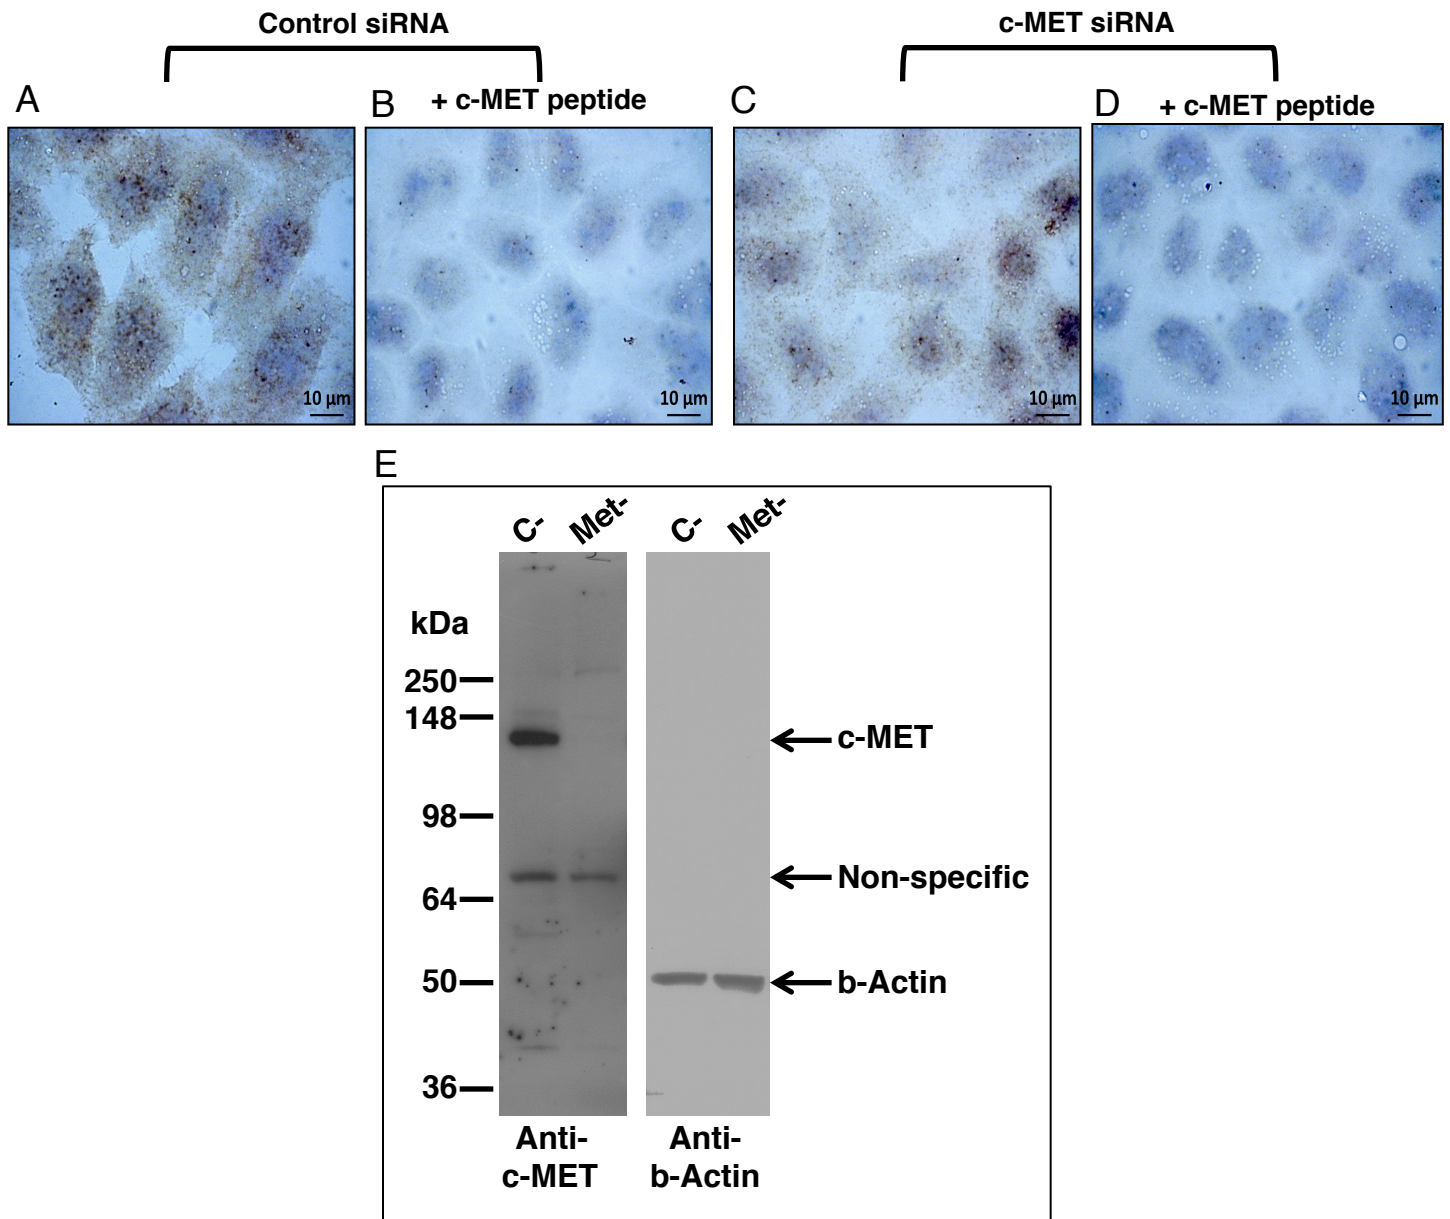 Control siRNA
c-MET siRNA
A
B
+ c-MET peptide
C
D
+ c-MET peptide
10 µm
10 µm
10 µm
10 µm
E
C-
Met-
C-
Met-
kDa
250
148
c-MET
98
Non-specific
64
50
b-Actin
36
Anti-
c-MET
Anti-
b-Actin